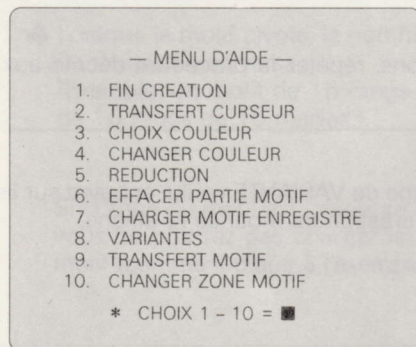 — MENU D'AIDE —
1. FIN CREATION
2. TRANSFERT CURSEUR
3. CHOIX COULEUR
4. CHANGER COULEUR
5. REDUCTION
6. EFFACER PARTIE MOTIF
7. CHARGER MOTIF ENREGISTRE
8. VARIANTES
9. TRANSFERT MOTIF
10. CHANGER ZONE MOTIF
* CHOIX 1 – 10 = ■